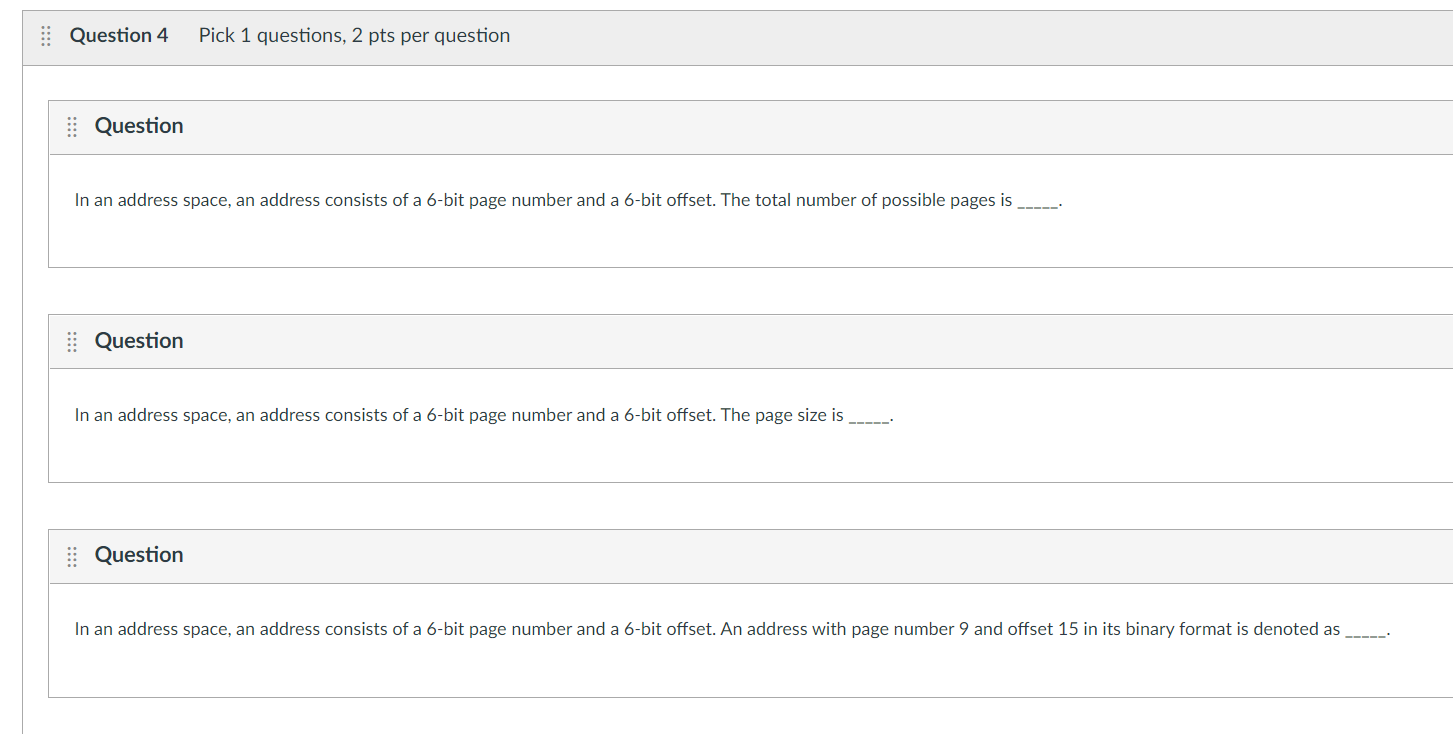 Question 4 Pick 1 questions, 2 pts per question
Question
In an address space, an address consists of a 6-bit page number and a 6-bit offset. The total number of possible pages is _____.
Question
In an address space, an address consists of a 6-bit page number and a 6-bit offset. The page size is _____.
Question
In an address space, an address consists of a 6-bit page number and a 6-bit offset. An address with page number 9 and offset 15 in its binary format is denoted as _____.